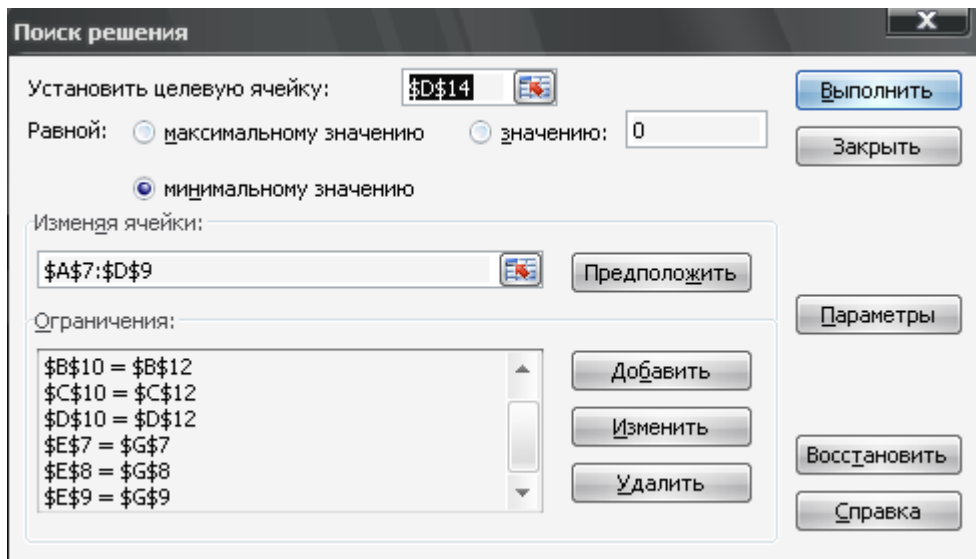 Поиск решения
X
Установить целевую ячейку: $D$14
Равной: максимальному значению значению: 0
минимальному значению
Изменяя ячейки:
$A$7:$D$9
Предположить
Ограничения:
$B$10 = $B$12
$C$10 = $C$12
$D$10 = $D$12
$E$7 = $G$7
$E$8 = $G$8
$E$9 = $G$9
Добавить
Изменить
Удалить
Выполнить
Закрыть
Параметры
Восстановить
Справка